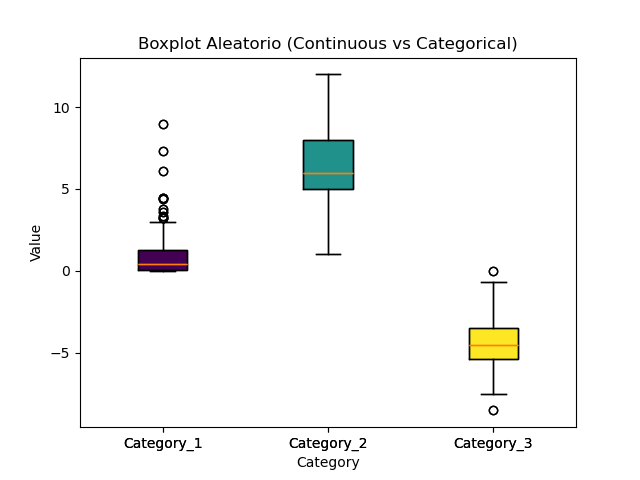 Boxplot Aleatorio (Continuous vs Categorical)
10
5
0
−5
Value
Category_1
Category_2
Category_3
Category